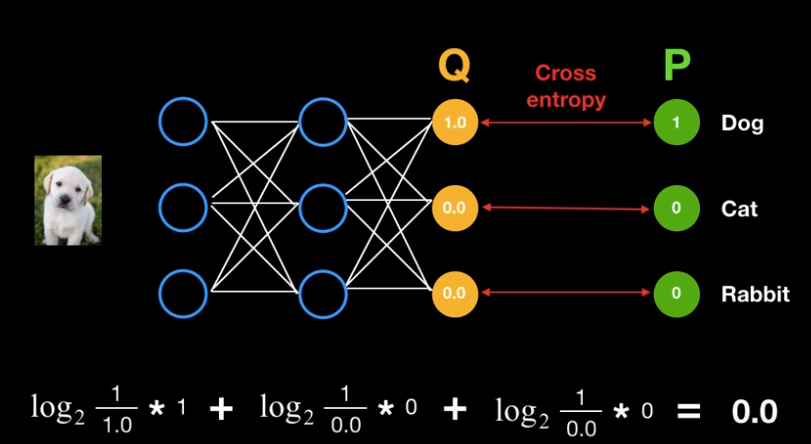 Q
Cross
entropy
P
1.0
1
Dog
0.0
0
Cat
0.0
0
Rabbit
log₂ 1/1.0 * 1 + log₂ 1/0.0 * 0 + log₂ 1/0.0 * 0 = 0.0